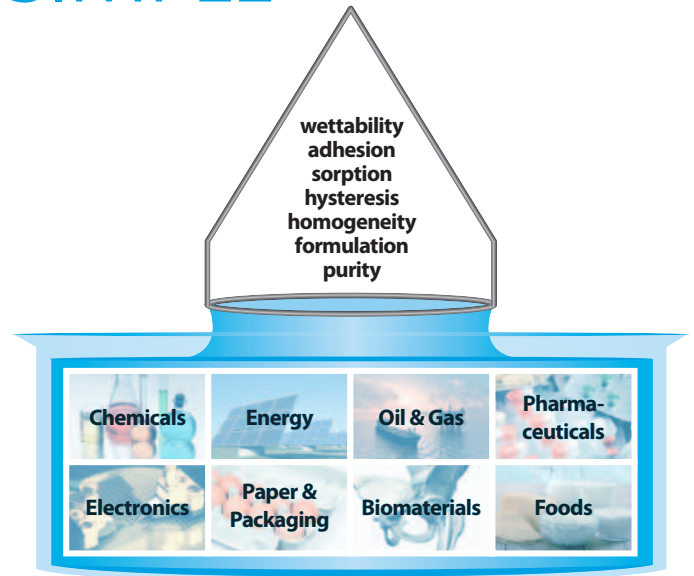 wettability
adhesion
sorption
hysteresis
homogeneity
formulation
purity
Chemicals
Energy
Oil & Gas
Pharma-
ceuticals
Electronics
Paper &
Packaging
Biomaterials
Foods